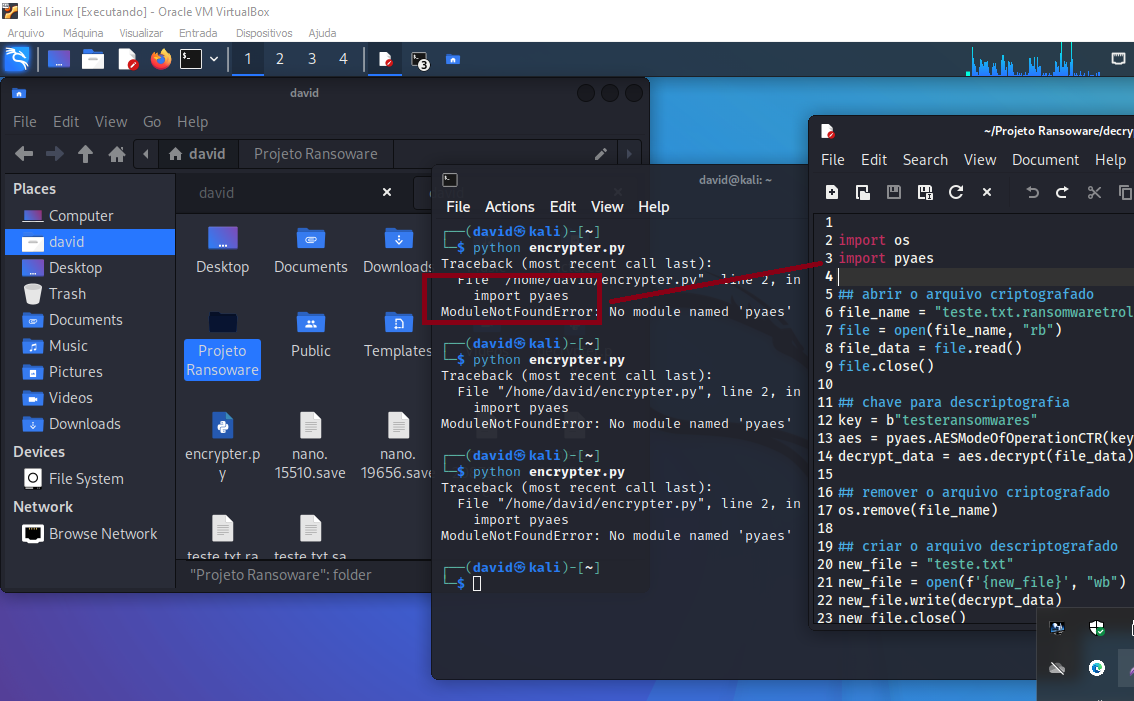 Kali Linux [Executando] - Oracle VM VirtualBox
Arquivo Máquina Visualizar Entrada Dispositivos Ajuda
1 2 3 4 3
david
File Edit View Go Help
david Projeto Ransoware
Places
Computer
david
Desktop
Trash
Documents
Music
Pictures
Videos
Downloads
Devices
File System
Network
Browse Network
david
Desktop Documents Downloads
Projeto Ransoware Public Templates
encrypter.p
y
nano.
15510.save
nano.
19656.save
teste.txt.ra teste.txt.sa
"Projeto Ransoware": folder
david@kali: ~
File Actions Edit View Help
┌──(david㉿kali)-[~]
└─$ python encrypter.py
Traceback (most recent call last):
File "/home/david/encrypter.py", line 2, in
import pyaes
ModuleNotFoundError: No module named 'pyaes'
┌──(david㉿kali)-[~]
└─$ python encrypter.py
Traceback (most recent call last):
File "/home/david/encrypter.py", line 2, in
import pyaes
ModuleNotFoundError: No module named 'pyaes'
┌──(david㉿kali)-[~]
└─$ python encrypter.py
Traceback (most recent call last):
File "/home/david/encrypter.py", line 2, in
import pyaes
ModuleNotFoundError: No module named 'pyaes'
┌──(david㉿kali)-[~]
└─$
~/Projeto Ransoware/decry
File Edit Search View Document Help
1
2 import os
3 import pyaes
4
5 ## abrir o arquivo criptografado
6 file_name = "teste.txt.ransomwaretrol
7 file = open(file_name, "rb")
8 file_data = file.read()
9 file.close()
10
11 ## chave para descriptografia
12 key = b"testeransomwares"
13 aes = pyaes.AESModeOfOperationCTR(key
14 decrypt_data = aes.decrypt(file_data)
15
16 ## remover o arquivo criptografado
17 os.remove(file_name)
18
19 ## criar o arquivo descriptografado
20 new_file = "teste.txt"
21 new_file = open(f'{new_file}', "wb")
22 new_file.write(decrypt_data)
23 new_file.close()